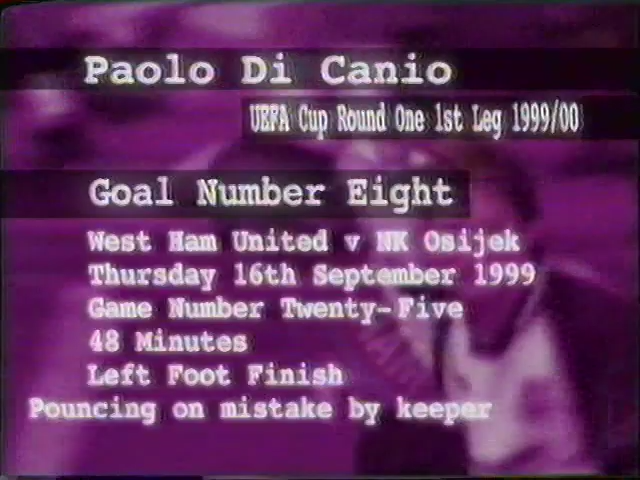 Paolo Di Canio
UEFA Cup Round One 1st Leg 1999/00
Goal Number Eight
West Ham United v NK Osijek
Thursday 16th September 1999
Game Number Twenty-Five
48 Minutes
Left Foot Finish
Pouncing on mistake by keeper